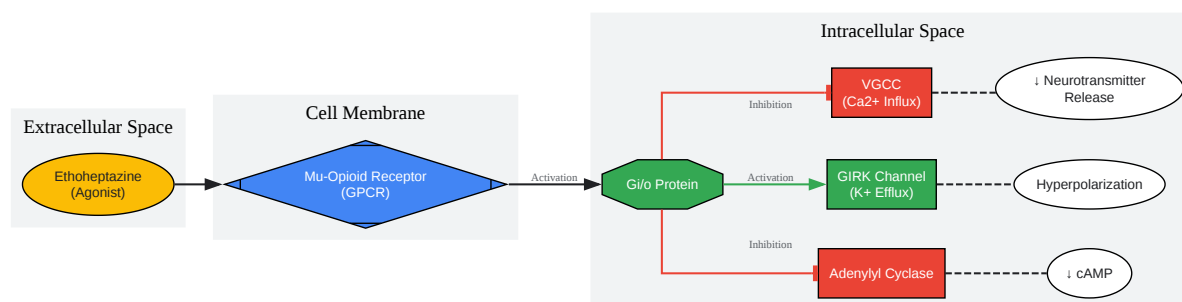 Extracellular Space
Ethoheptazine
(Agonist)
Cell Membrane
Mu-Opioid Receptor
(GPCR)
Activation
Intracellular Space
Gi/o Protein
Inhibition
VGCC
(Ca2+ Influx)
↓ Neurotransmitter
Release
Activation
GIRK Channel
(K+ Efflux)
Hyperpolarization
Inhibition
Adenylyl Cyclase
↓ cAMP